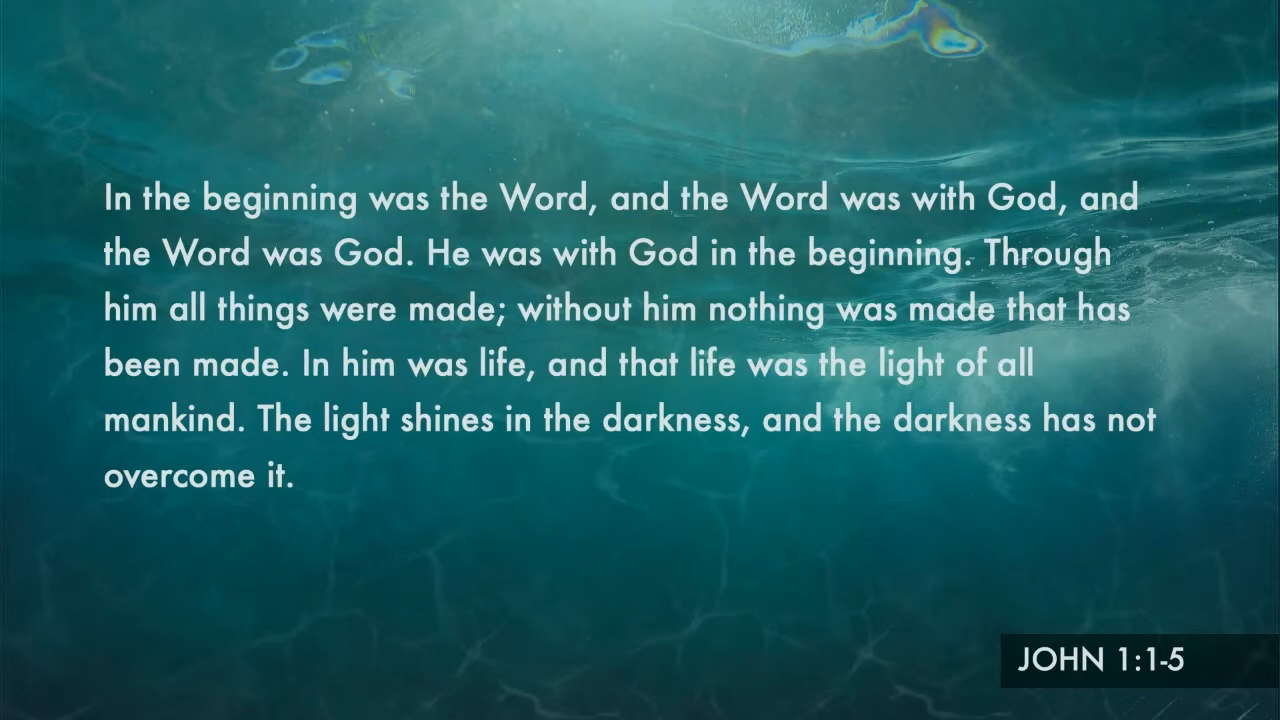 In the beginning was the Word, and the Word was with God, and
the Word was God. He was with God in the beginning. Through
him all things were made; without him nothing was made that has
been made. In him was life, and that life was the light of all
mankind. The light shines in the darkness, and the darkness has not
overcome it.
JOHN 1:1-5